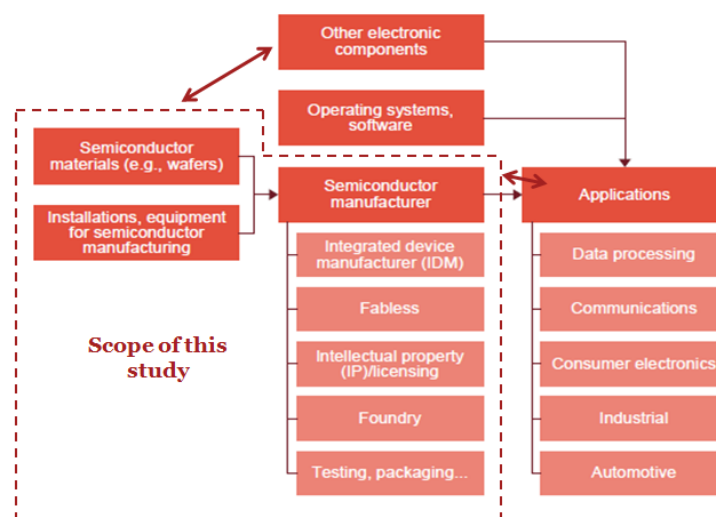 Other electronic
components
Operating systems,
software
Semiconductor
materials (e.g., wafers)
Installations, equipment
for semiconductor
manufacturing
Scope of this
study
Semiconductor
manufacturer
Integrated device
manufacturer (IDM)
Fabless
Intellectual property
(IP)/licensing
Foundry
Testing, packaging...
Applications
Data processing
Communications
Consumer electronics
Industrial
Automotive